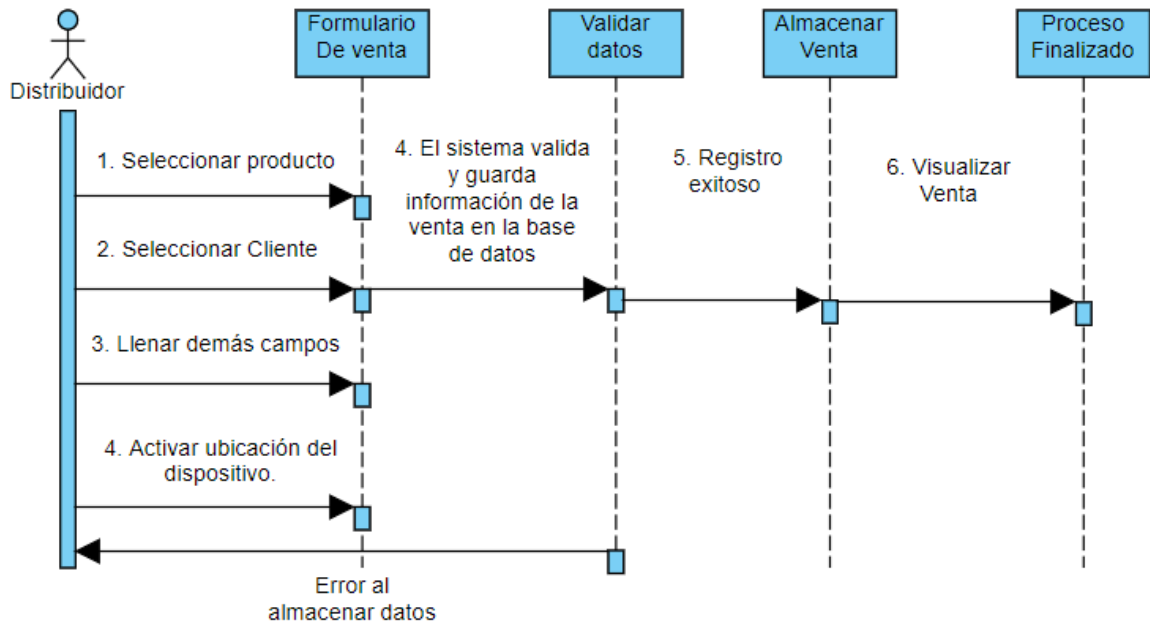 Formulario
De venta
Validar
datos
Almacenar
Venta
Proceso
Finalizado
Distribuidor
1. Seleccionar producto
4. El sistema valida
y guarda
información de la
venta en la base
de datos
5. Registro
exitoso
6. Visualizar
Venta
2. Seleccionar Cliente
3. Llenar demás campos
4. Activar ubicación del
dispositivo.
Error al
almacenar datos